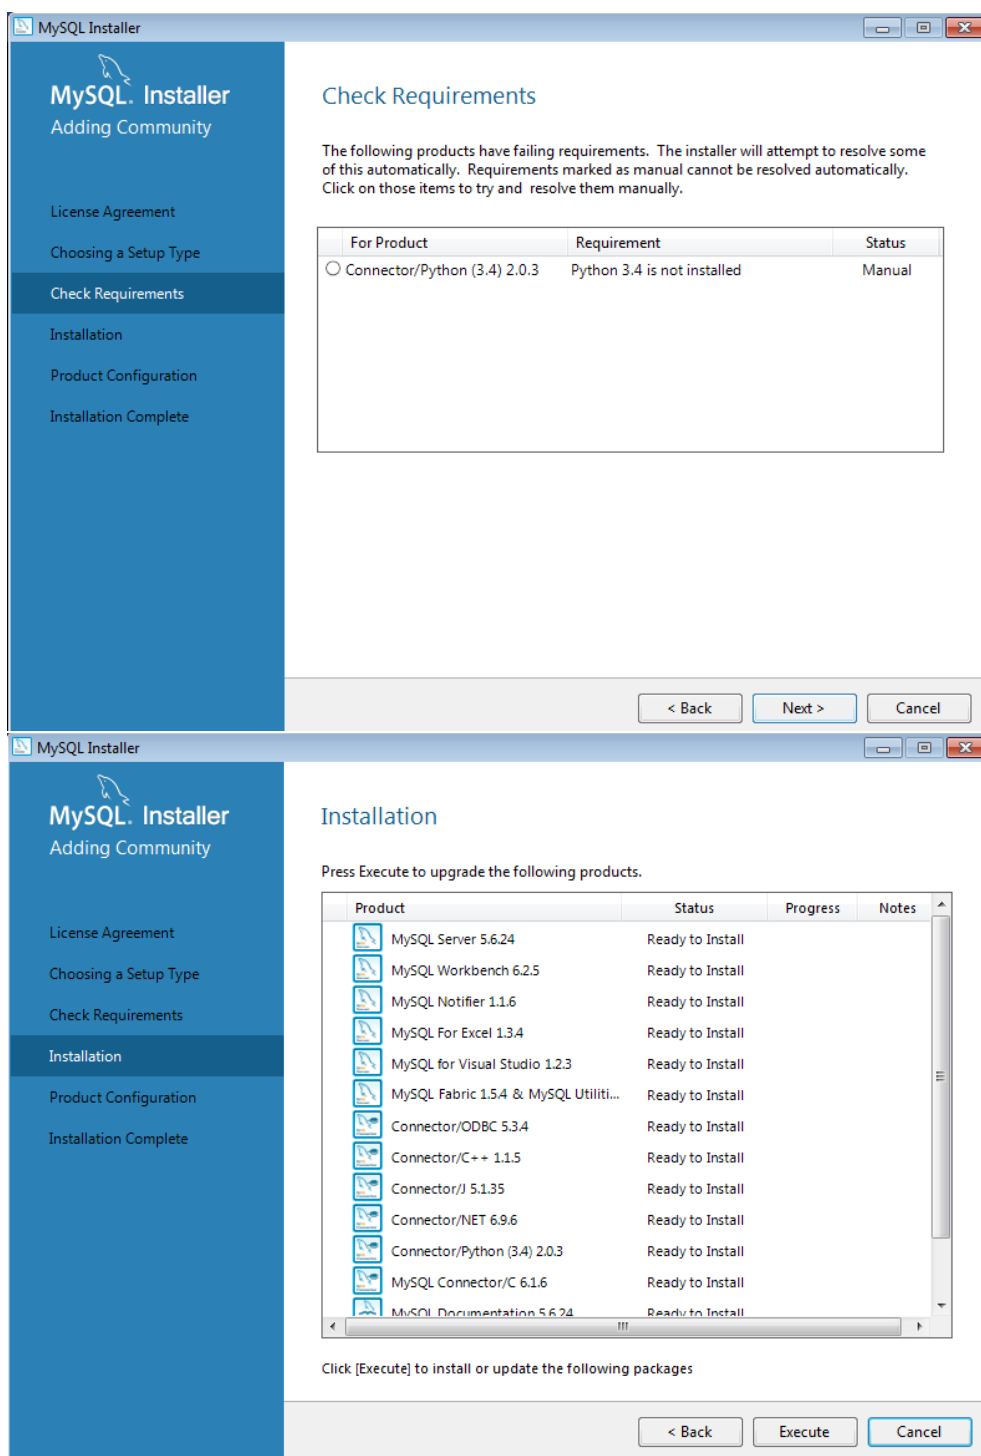 MySQL Installer
MySQL. Installer
Adding Community
License Agreement
Choosing a Setup Type
Check Requirements
Installation
Product Configuration
Installation Complete
Check Requirements
The following products have failing requirements. The installer will attempt to resolve some
of this automatically. Requirements marked as manual cannot be resolved automatically.
Click on those items to try and resolve them manually.
For Product Requirement Status
Connector/Python (3.4) 2.0.3 Python 3.4 is not installed Manual
< Back Next > Cancel
MySQL Installer
MySQL. Installer
Adding Community
License Agreement
Choosing a Setup Type
Check Requirements
Installation
Product Configuration
Installation Complete
Installation
Press Execute to upgrade the following products.
Product Status Progress Notes
MySQL Server 5.6.24 Ready to Install
MySQL Workbench 6.2.5 Ready to Install
MySQL Notifier 1.1.6 Ready to Install
MySQL For Excel 1.3.4 Ready to Install
MySQL for Visual Studio 1.2.3 Ready to Install
MySQL Fabric 1.5.4 & MySQL Utiliti... Ready to Install
Connector/ODBC 5.3.4 Ready to Install
Connector/C++ 1.1.5 Ready to Install
Connector/J 5.1.35 Ready to Install
Connector/NET 6.9.6 Ready to Install
Connector/Python (3.4) 2.0.3 Ready to Install
MySQL Connector/C 6.1.6 Ready to Install
MySQL Documentation 5.6.24 Ready to Install
Click [Execute] to install or update the following packages
< Back Execute Cancel